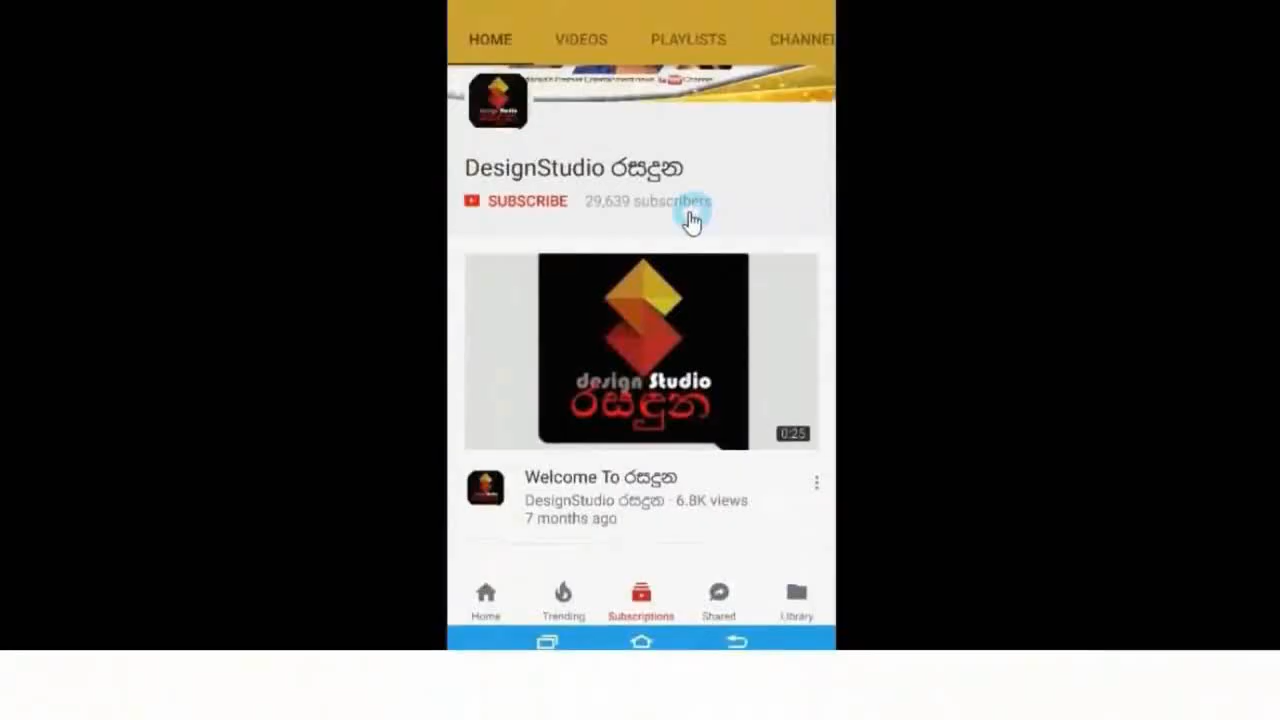 HOME VIDEOS PLAYLISTS CHANNEL
DesignStudio රසදුන
SUBSCRIBE 29,639 subscribers
design Studio
රසදුන
0:25
Welcome To රසදුන
DesignStudio රසදුන · 6.8K views
7 months ago
Home Trending Subscriptions Shared Library